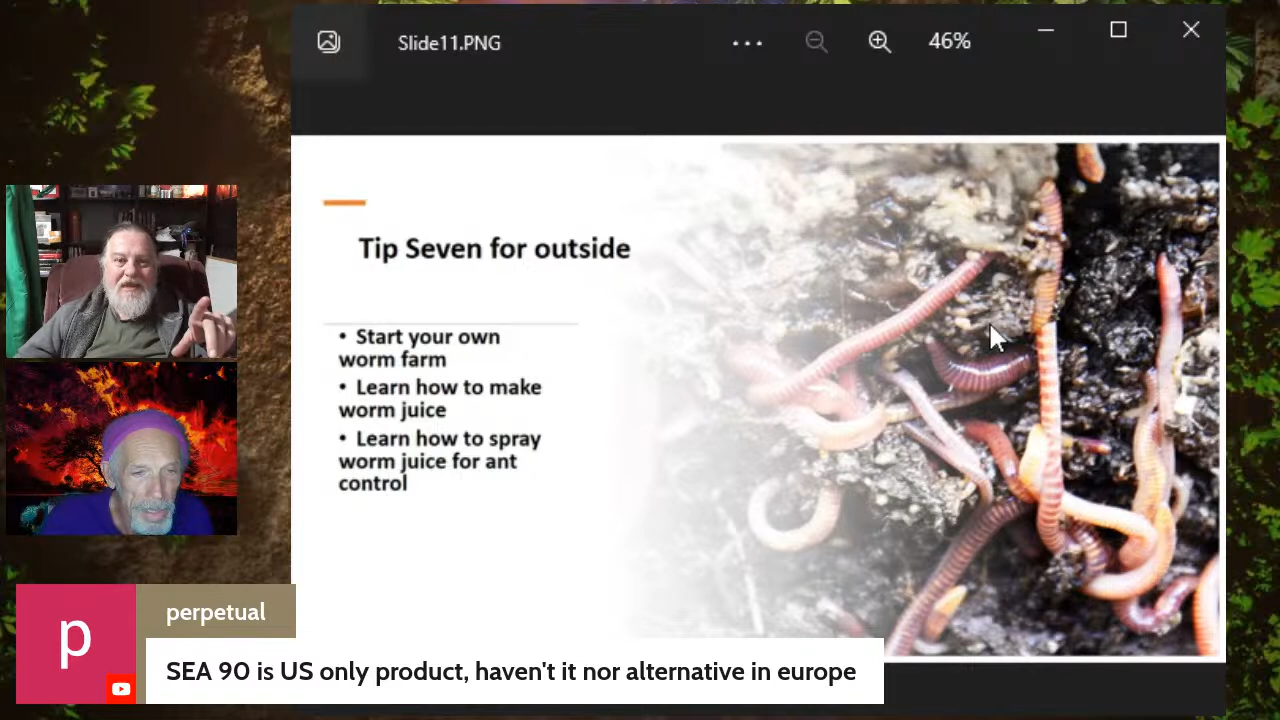 Slide11.PNG
46%
Tip Seven for outside
• Start your own
worm farm
• Learn how to make
worm juice
• Learn how to spray
worm juice for ant
control
p
perpetual
SEA 90 is US only product, haven't it nor alternative in europe